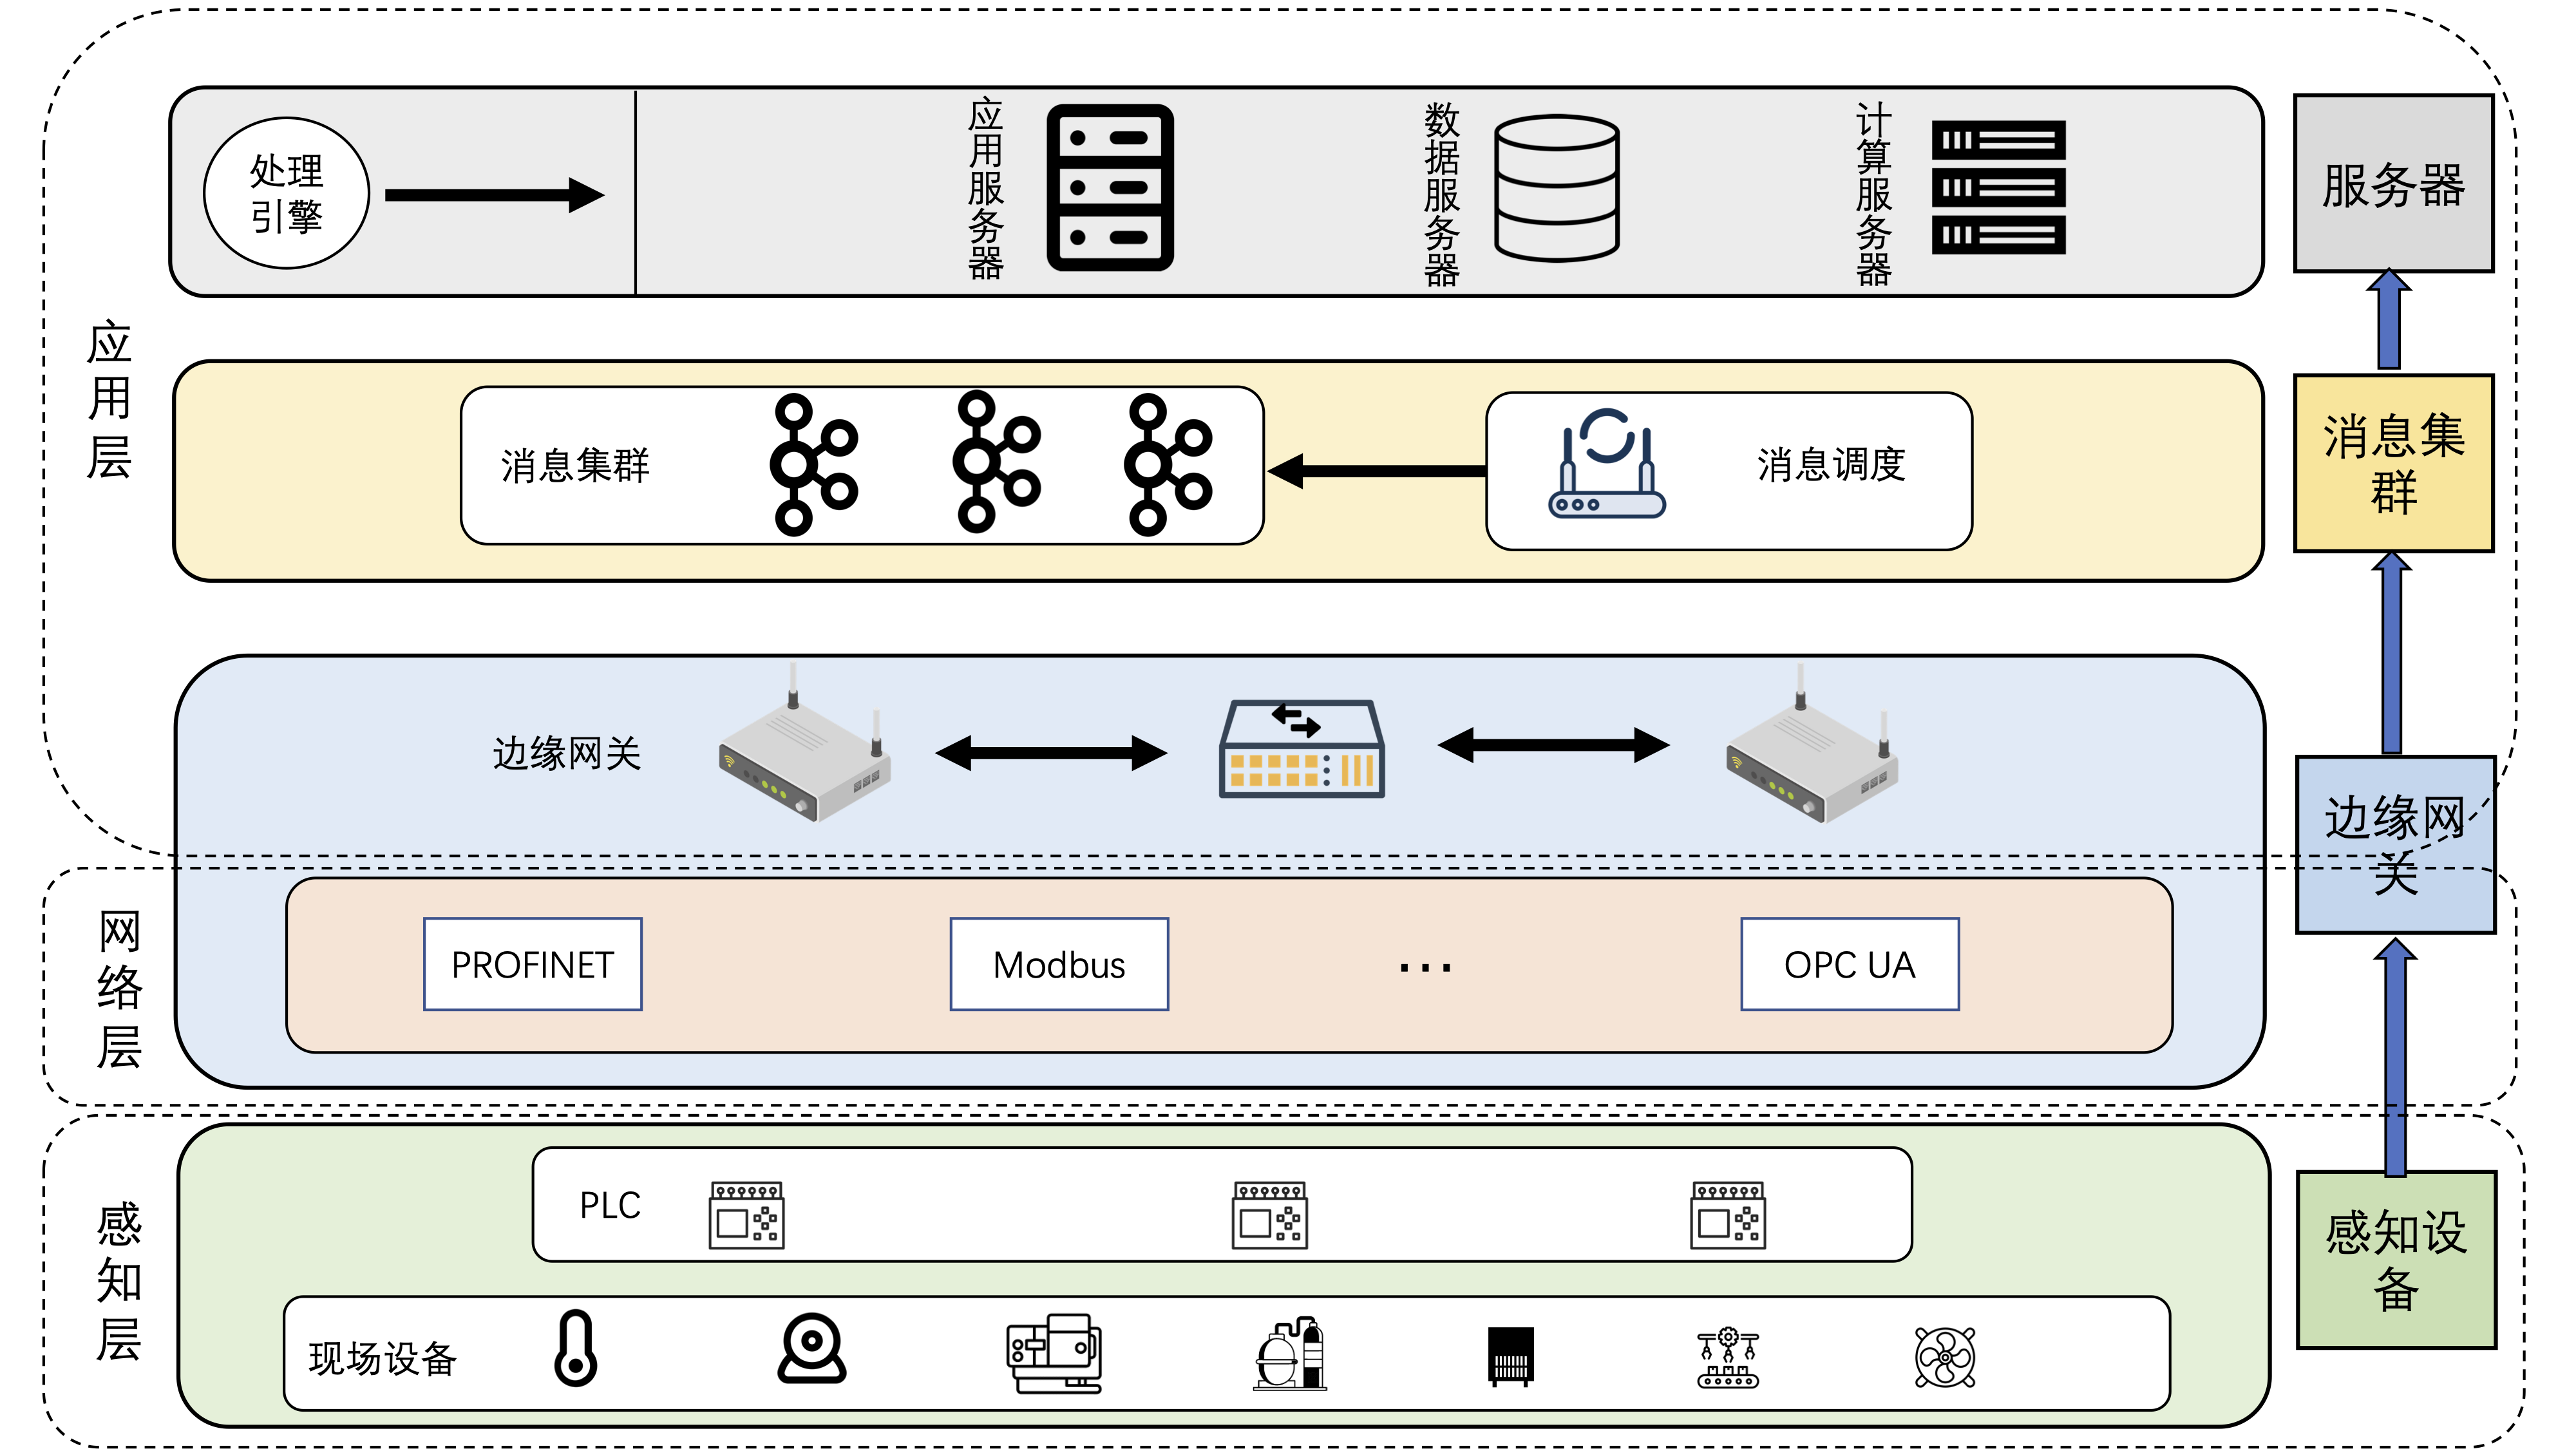 处理
引擎
应用服务器
数据服务器
计算服务器
服务器
应用层
消息集群
消息调度
消息集
群
边缘网关
边缘网
关
网络层
PROFINET
Modbus
...
OPC UA
感知层
PLC
感知设
备
现场设备